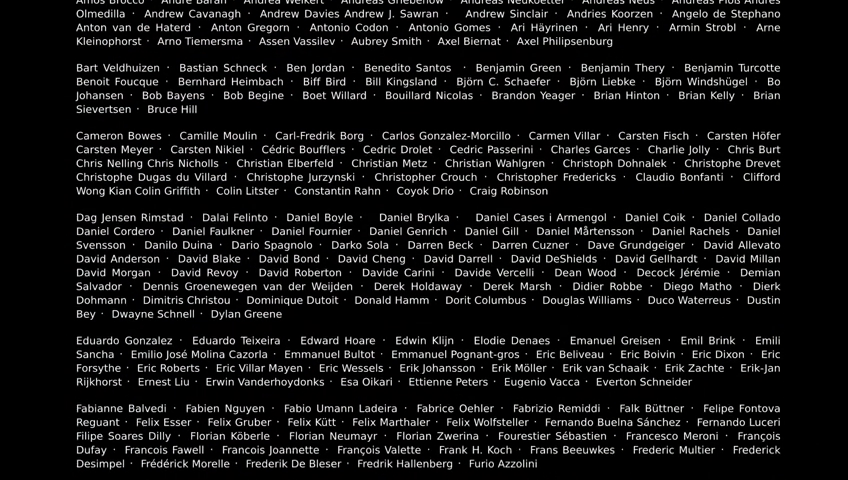 Amos Brocco · André Baran · Andrea Weikert · Andreas Gnebenow · Andreas Neukoetter · Andreas Neus · Andreas Ploß Andrés
Olmedilla · Andrew Cavanagh · Andrew Davies Andrew J. Sawran · Andrew Sinclair · Andries Koorzen · Angelo de Stephano
Anton van de Haterd · Anton Gregorn · Antonio Codon · Antonio Gomes · Ari Häyrinen · Ari Henry · Armin Strobl · Arne
Kleinophorst · Arno Tiemersma · Assen Vassilev · Aubrey Smith · Axel Biernat · Axel Philipsenburg
Bart Veldhuizen · Bastian Schneck · Ben Jordan · Benedito Santos · Benjamin Green · Benjamin Thery · Benjamin Turcotte
Benoit Foucque · Bernhard Heimbach · Biff Bird · Bill Kingsland · Björn C. Schaefer · Björn Liebke · Björn Windshügel · Bo
Johansen · Bob Bayens · Bob Begine · Boet Willard · Bouillard Nicolas · Brandon Yeager · Brian Hinton · Brian Kelly · Brian
Sievertsen · Bruce Hill
Cameron Bowes · Camille Moulin · Carl-Fredrik Borg · Carlos Gonzalez-Morcillo · Carmen Villar · Carsten Fisch · Carsten Höfer
Carsten Meyer · Carsten Nikiel · Cédric Boufflers · Cedric Drolet · Cedric Passerini · Charles Garces · Charlie Jolly · Chris Burt
Chris Nelling Chris Nicholls · Christian Elberfeld · Christian Metz · Christian Wahlgren · Christoph Dohnalek · Christophe Drevet
Christophe Dugas du Villard · Christophe Jurzynski · Christopher Crouch · Christopher Fredericks · Claudio Bonfanti · Clifford
Wong Kian Colin Griffith · Colin Litster · Constantin Rahn · Coyok Drio · Craig Robinson
Dag Jensen Rimstad · Dalai Felinto · Daniel Boyle · Daniel Brylka · Daniel Cases i Armengol · Daniel Coik · Daniel Collado
Daniel Cordero · Daniel Faulkner · Daniel Fournier · Daniel Genrich · Daniel Gill · Daniel Mårtensson · Daniel Rachels · Daniel
Svensson · Danilo Duina · Dario Spagnolo · Darko Sola · Darren Beck · Darren Cuzner · Dave Grundgeiger · David Allevato
David Anderson · David Blake · David Bond · David Cheng · David Darrell · David DeShields · David Gellhardt · David Millan
David Morgan · David Revoy · David Roberton · Davide Carini · Davide Vercelli · Dean Wood · Decock Jérémie · Demian
Salvador · Dennis Groenewegen van der Weijden · Derek Holdaway · Derek Marsh · Didier Robbe · Diego Matho · Dierk
Dohmann · Dimitris Christou · Dominique Dutoit · Donald Hamm · Dorit Columbus · Douglas Williams · Duco Waterreus · Dustin
Bey · Dwayne Schnell · Dylan Greene
Eduardo Gonzalez · Eduardo Teixeira · Edward Hoare · Edwin Klijn · Elodie Denaes · Emanuel Greisen · Emil Brink · Emili
Sancha · Emilio José Molina Cazorla · Emmanuel Bultot · Emmanuel Pognant-gros · Eric Beliveau · Eric Boivin · Eric Dixon · Eric
Forsythe · Eric Roberts · Eric Villar Mayen · Eric Wessels · Erik Johansson · Erik Möller · Erik van Schaaik · Erik Zachte · Erik-Jan
Rijkhorst · Ernest Liu · Erwin Vanderhoydonks · Esa Oikari · Ettienne Peters · Eugenio Vacca · Everton Schneider
Fabianne Balvedi · Fabien Nguyen · Fabio Umann Ladeira · Fabrice Oehler · Fabrizio Remiddi · Falk Büttner · Felipe Fontova
Reguant · Felix Esser · Felix Gruber · Felix Kütt · Felix Marthaler · Felix Wolfsteller · Fernando Buelna Sánchez · Fernando Luceri
Filipe Soares Dilly · Florian Köberle · Florian Neumayr · Florian Zwerina · Fourestier Sébastien · Francesco Meroni · François
Dufay · Francois Fawell · Francois Joannette · François Valette · Frank H. Koch · Frans Beeuwkes · Frederic Multier · Frederick
Desimpel · Frédérick Morelle · Frederik De Bleser · Fredrik Hallenberg · Furio Azzolini